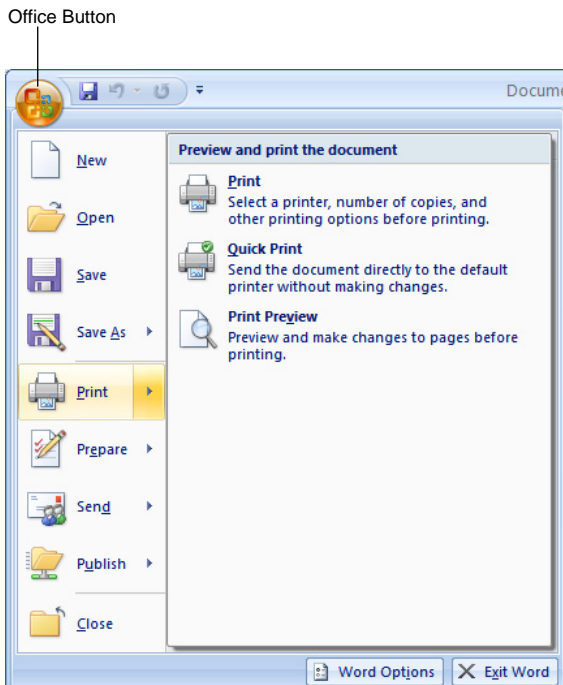 Office Button
Docume
New
Open
Save
Save As
Print
Prepare
Send
Publish
Close
Preview and print the document
Print
Select a printer, number of copies, and
other printing options before printing.
Quick Print
Send the document directly to the default
printer without making changes.
Print Preview
Preview and make changes to pages before
printing.
Word Options
Exit Word